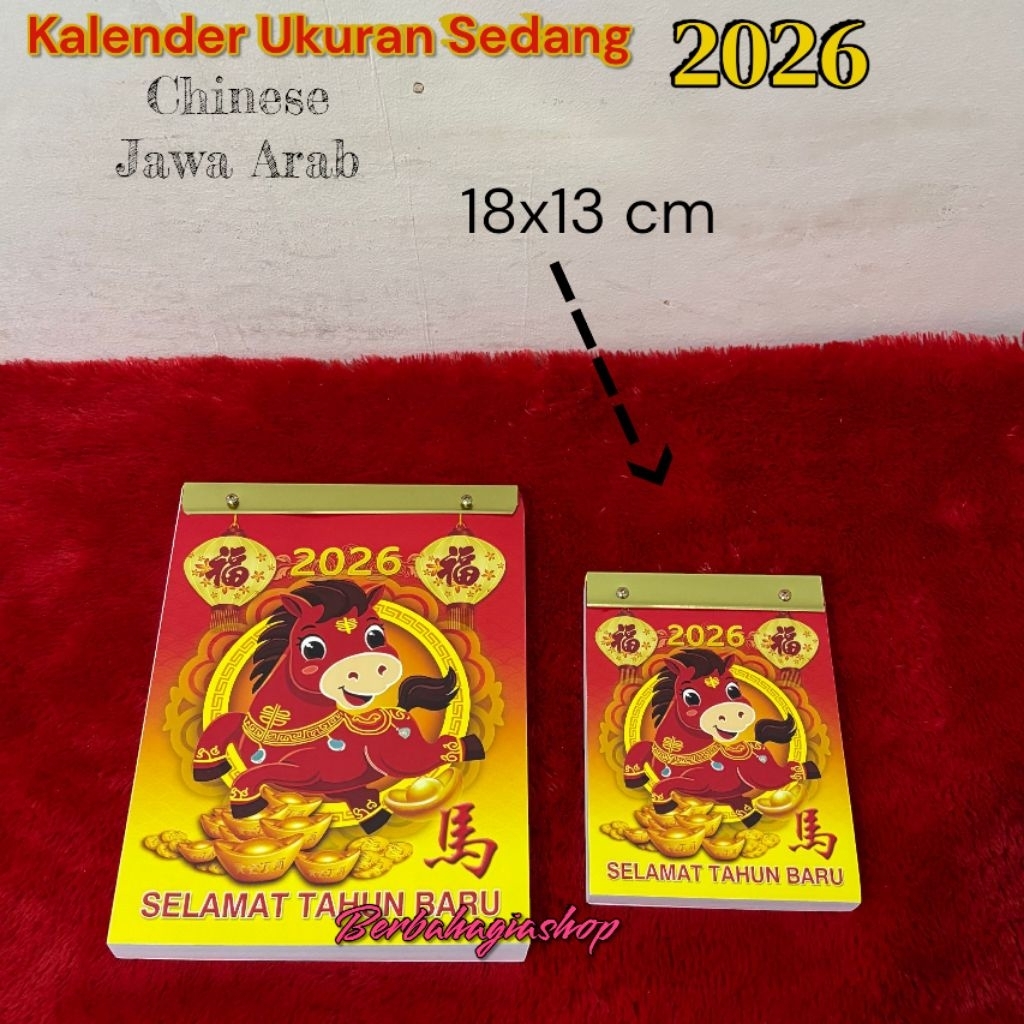 Kalender Ukuran Sedang
2026
Chinese
Jawa Arab
18x13 cm
福
2026
福
馬
SELAMAT TAHUN BARU
福
2026
福
馬
SELAMAT TAHUN BARU
Berbahagiashop